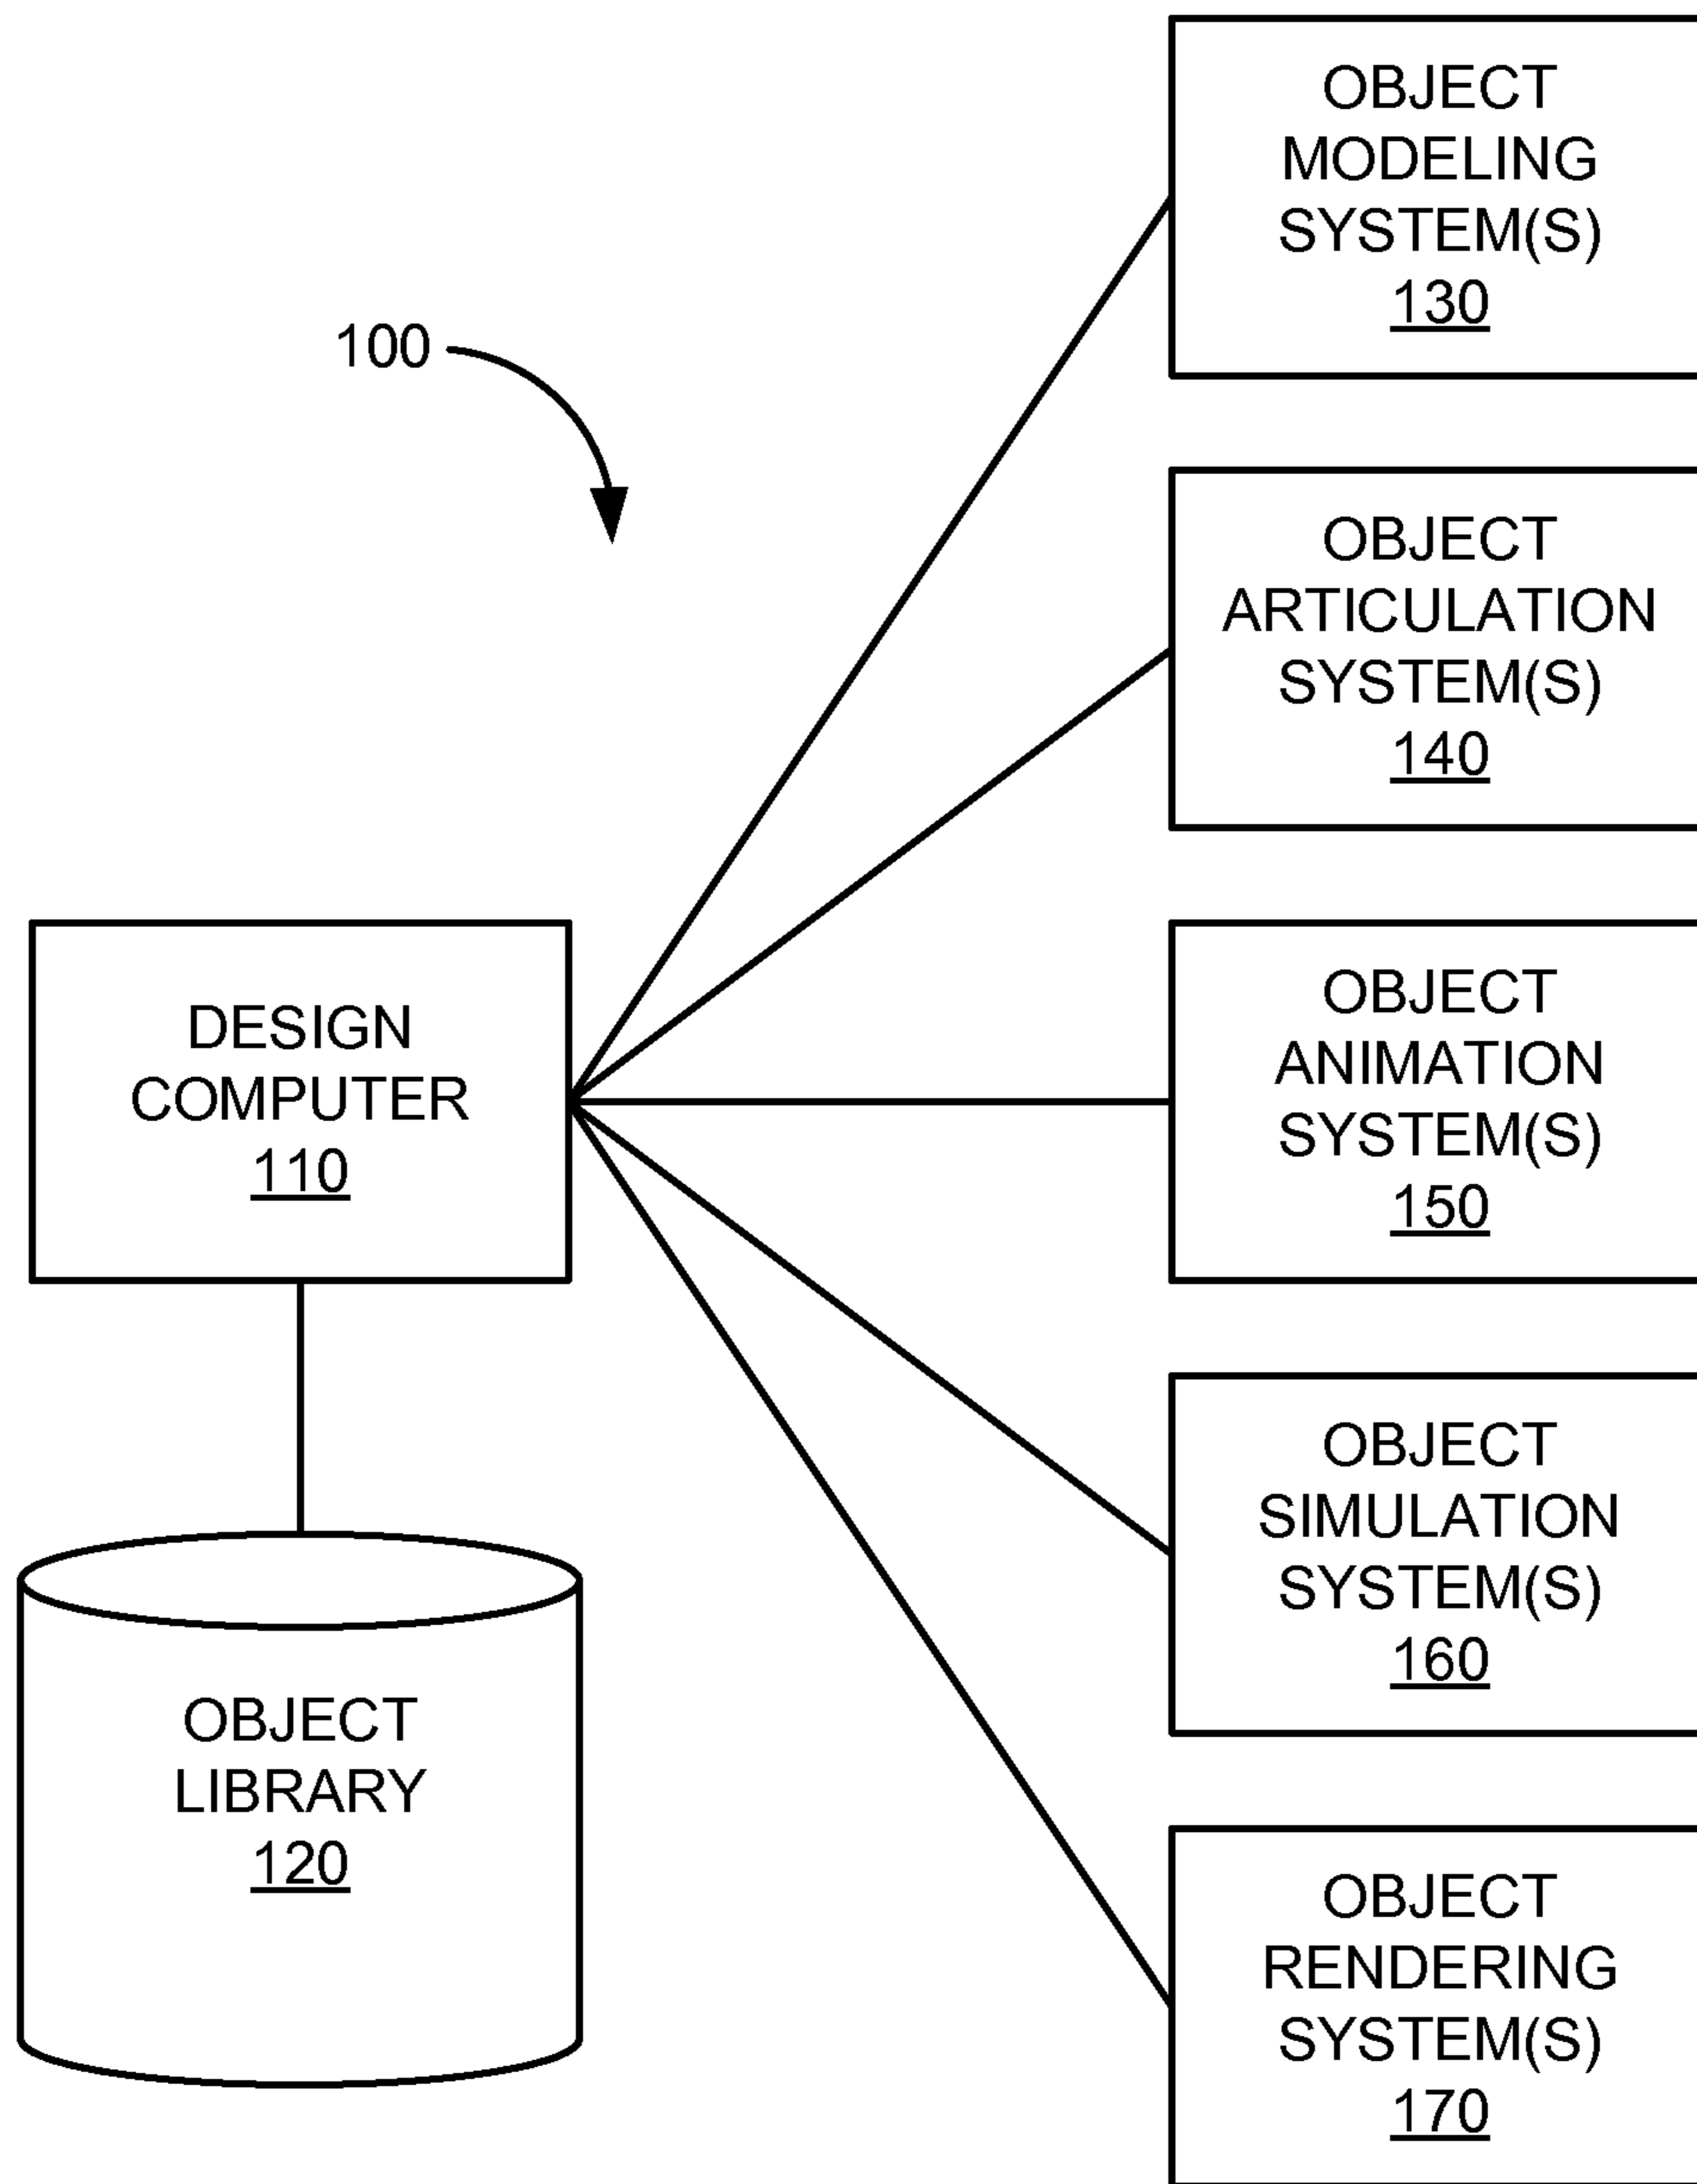 100
DESIGN
COMPUTER
110
OBJECT
LIBRARY
120
OBJECT
MODELING
SYSTEM(S)
130
OBJECT
ARTICULATION
SYSTEM(S)
140
OBJECT
ANIMATION
SYSTEM(S)
150
OBJECT
SIMULATION
SYSTEM(S)
160
OBJECT
RENDERING
SYSTEM(S)
170